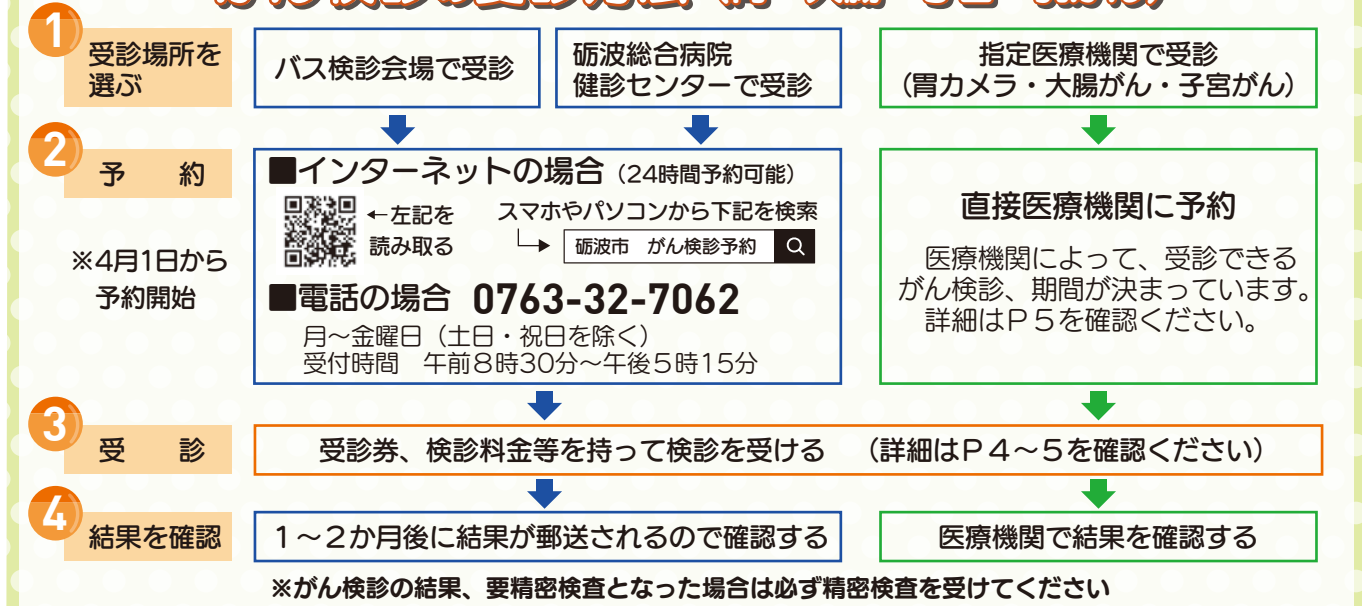 1
受診場所を
選ぶ
バス検診会場で受診
砺波総合病院
健診センターで受診
指定医療機関で受診
（胃カメラ・大腸がん・子宮がん）
2
予　約
※4月1日から
予約開始
■インターネットの場合（24時間予約可能）
←左記を
読み取る
スマホやパソコンから下記を検索
砺波市　がん検診予約
■電話の場合 0763-32-7062
月～金曜日（土日・祝日を除く）
受付時間　午前8時30分～午後5時15分
直接医療機関に予約
医療機関によって、受診できる
がん検診、期間が決まっています。
詳細はP5を確認ください。
3
受　診
受診券、検診料金等を持って検診を受ける　（詳細はP4～5を確認ください）
4
結果を確認
1～2か月後に結果が郵送されるので確認する
医療機関で結果を確認する
※がん検診の結果、要精密検査となった場合は必ず精密検査を受けてください